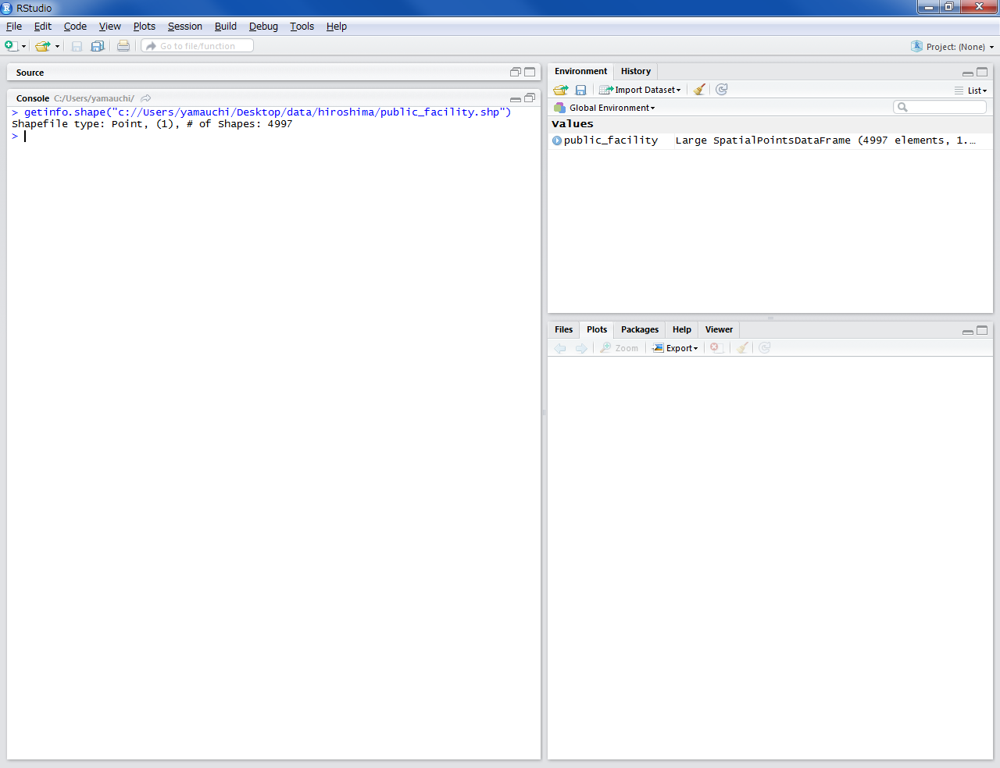 RStudio
File Edit Code View Plots Session Build Debug Tools Help
Go to file/function
Project: (None)
Source
Console C:/Users/yamauchi/
> getinfo.shape("c://Users/yamauchi/Desktop/data/hiroshima/public_facility.shp")
Shapefile type: Point, (1), # of Shapes: 4997
>
Environment History
Import Dataset
List
Global Environment
Values
public_facility Large SpatialPointsDataFrame (4997 elements, 1.…
Files Plots Packages Help Viewer
Zoom Export